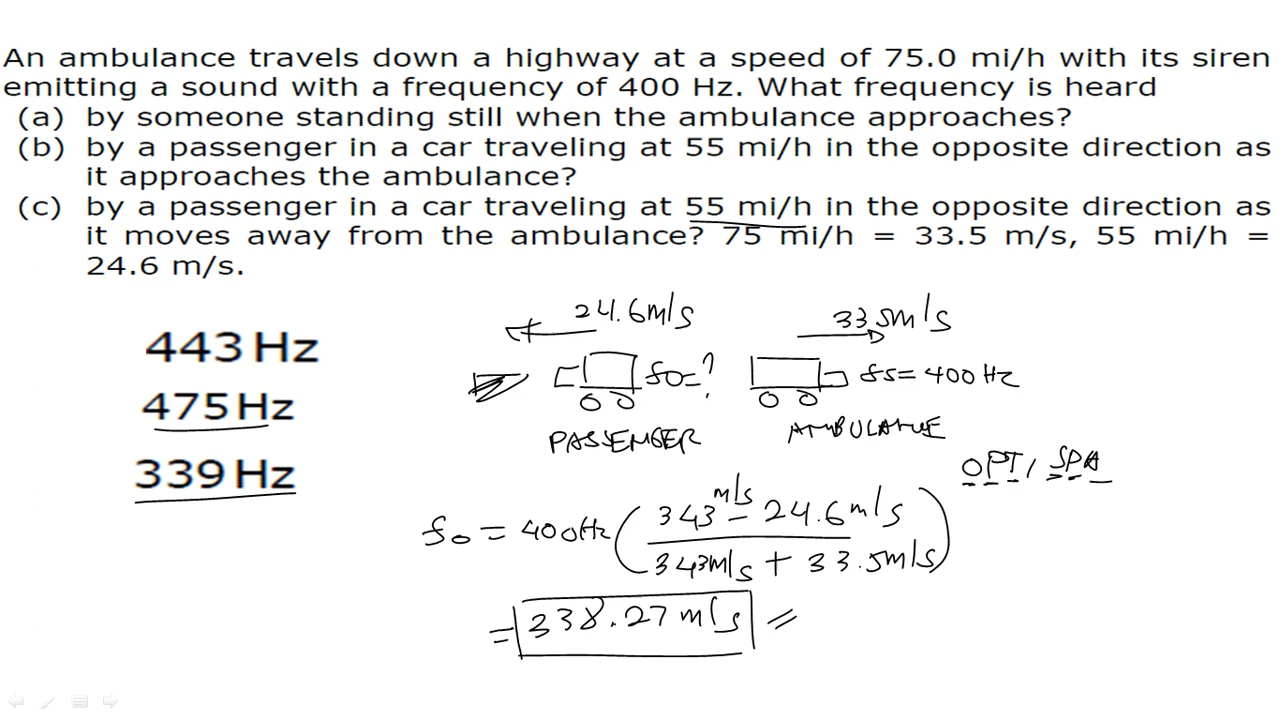 An ambulance travels down a highway at a speed of 75.0 mi/h with its siren
emitting a sound with a frequency of 400 Hz. What frequency is heard
(a) by someone standing still when the ambulance approaches?
(b) by a passenger in a car traveling at 55 mi/h in the opposite direction as
it approaches the ambulance?
(c) by a passenger in a car traveling at 55 mi/h in the opposite direction as
it moves away from the ambulance? 75 mi/h = 33.5 m/s, 55 mi/h =
24.6 m/s.
443 Hz
475 Hz
339 Hz
24.6 m/s
33.5 m/s
fo = ?
fs = 400 Hz
PASSENGER
AMBULANCE
OPT / SPA
fo = 400Hz ( 343 m/s - 24.6 m/s
343 m/s + 33.5 m/s )
= 338.27 m/s =